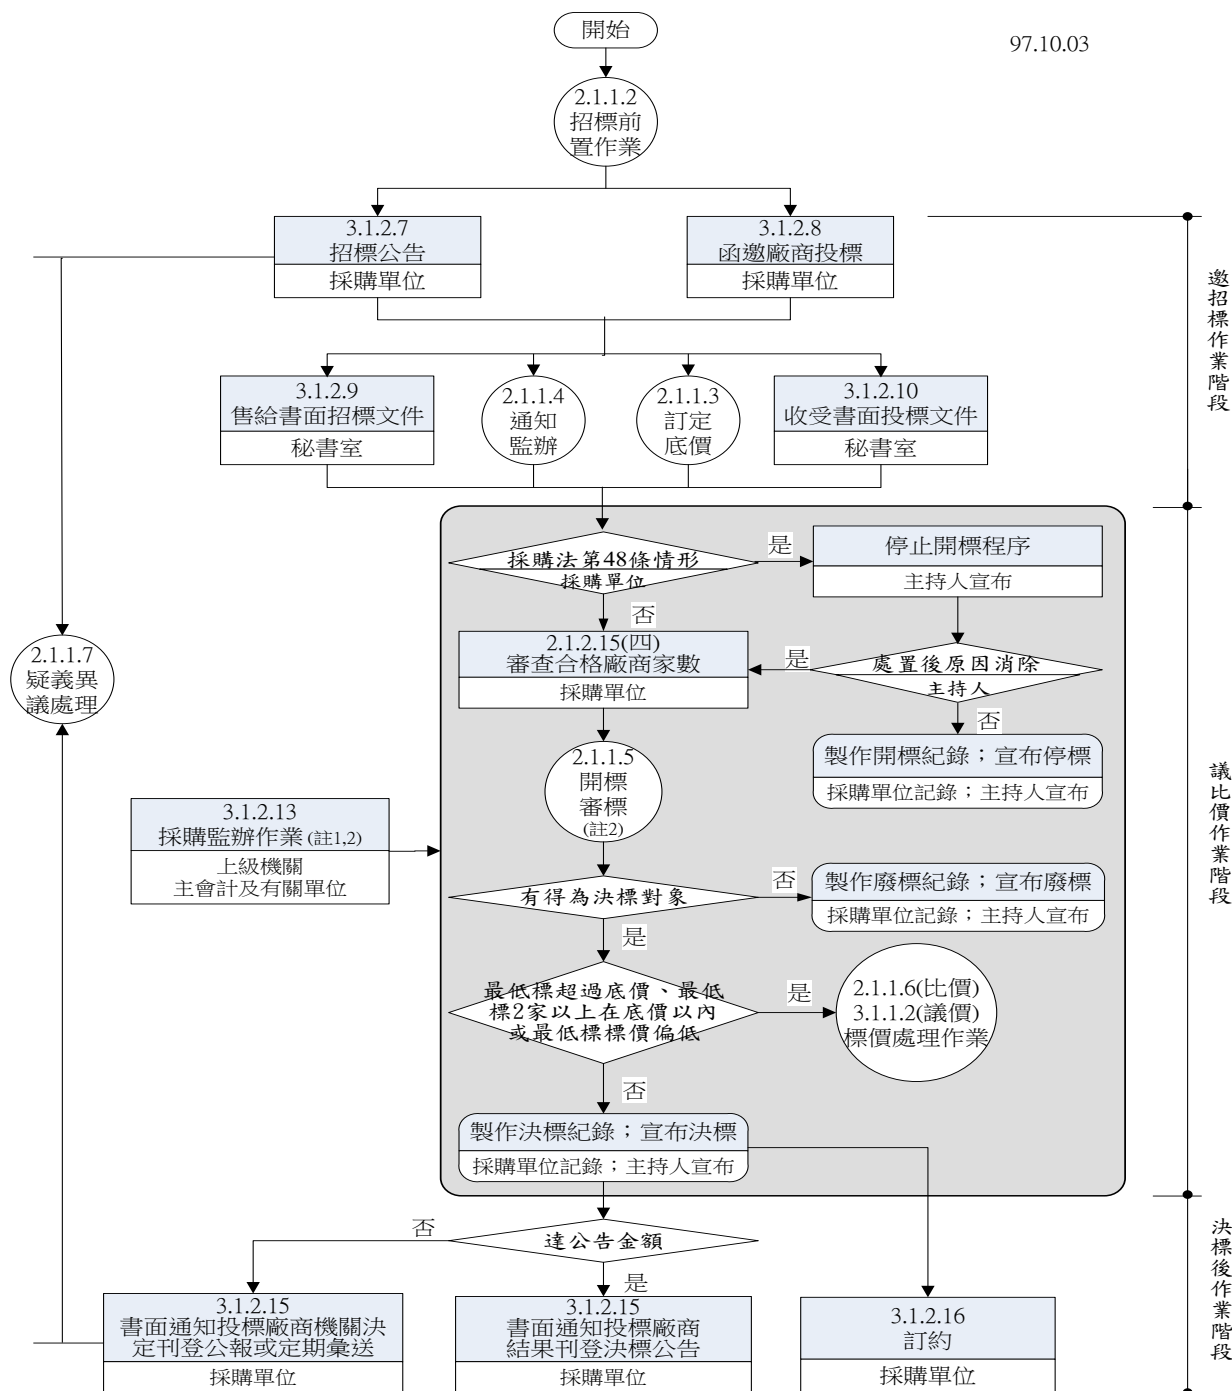 開始
97.10.03
2.1.1.2
招標前
置作業
3.1.2.7
招標公告
採購單位
3.1.2.8
函邀廠商投標
採購單位
邀招標作業階段
3.1.2.9
售給書面招標文件
秘書室
2.1.1.4
通知
監辦
2.1.1.3
訂定
底價
3.1.2.10
收受書面投標文件
秘書室
採購法第48條情形
採購單位
是
停止開標程序
主持人宣布
否
2.1.2.15(四)
審查合格廠商家數
採購單位
是
處置後原因消除
主持人
否
製作開標紀錄；宣布停標
採購單位記錄；主持人宣布
2.1.1.7
疑義異
議處理
2.1.1.5
開標
審標
(註2)
議比價作業階段
3.1.2.13
採購監辦作業(註1,2)
上級機關
主會計及有關單位
有得為決標對象
否
製作廢標紀錄；宣布廢標
採購單位記錄；主持人宣布
是
最低標超過底價、最低
標2家以上在底價以內
或最低標標價偏低
是
2.1.1.6(比價)
3.1.1.2(議價)
標價處理作業
否
製作決標紀錄；宣布決標
採購單位記錄；主持人宣布
否
達公告金額
是
決標後作業階段
3.1.2.15
書面通知投標廠商機關決
定刊登公報或定期彙送
採購單位
3.1.2.15
書面通知投標廠商
結果刊登決標公告
採購單位
3.1.2.16
訂約
採購單位